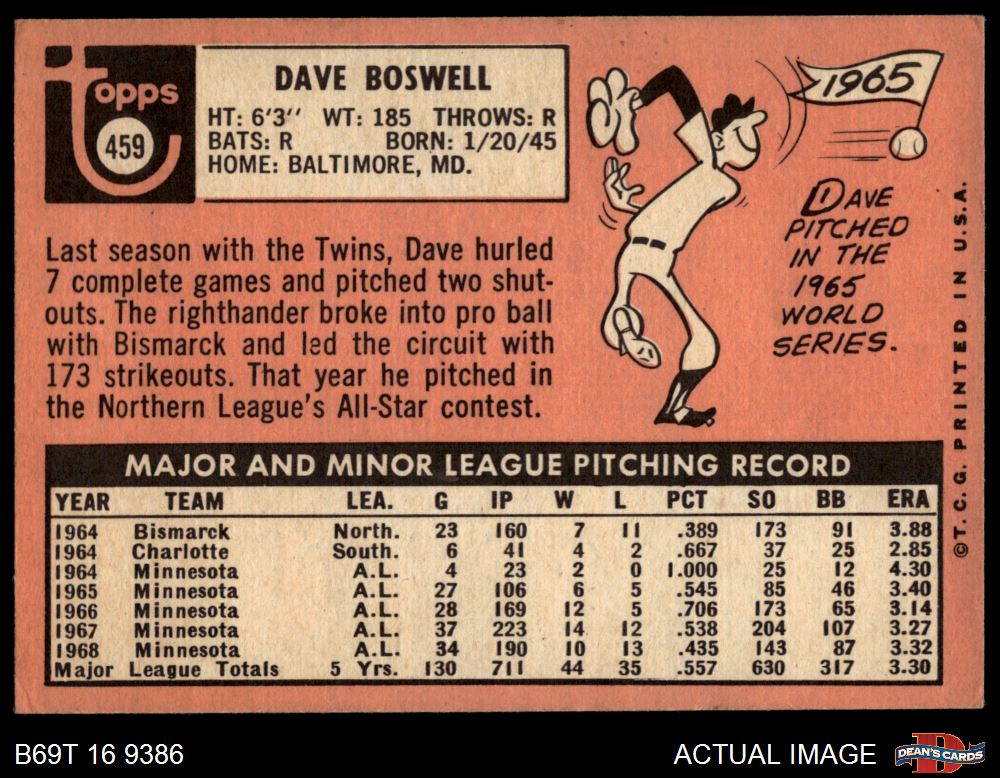 Topps
459
DAVE BOSWELL
HT: 6'3" WT: 185 THROWS: R
BATS: R BORN: 1/20/45
HOME: BALTIMORE, MD.
Last season with the Twins, Dave hurled
7 complete games and pitched two shut-
outs. The righthander broke into pro ball
with Bismarck and led the circuit with
173 strikeouts. That year he pitched in
the Northern League's All-Star contest.
1965
DAVE
PITCHED
IN THE
1965
WORLD
SERIES.
©T.C.G. PRINTED IN U.S.A.
MAJOR AND MINOR LEAGUE PITCHING RECORD
YEAR TEAM LEA. G IP W L PCT SO BB ERA
1964 Bismarck North. 23 160 7 11 .389 173 91 3.88
1964 Charlotte South. 6 41 4 2 .667 37 25 2.85
1964 Minnesota A.L. 4 23 2 0 1.000 25 12 4.30
1965 Minnesota A.L. 27 106 6 5 .545 85 46 3.40
1966 Minnesota A.L. 28 169 12 5 .706 173 65 3.14
1967 Minnesota A.L. 37 223 14 12 .538 204 107 3.27
1968 Minnesota A.L. 34 190 10 13 .435 143 87 3.32
Major League Totals 5 Yrs. 130 711 44 35 .557 630 317 3.30
B69T 16 9386
ACTUAL IMAGE
DEAN'S CARDS